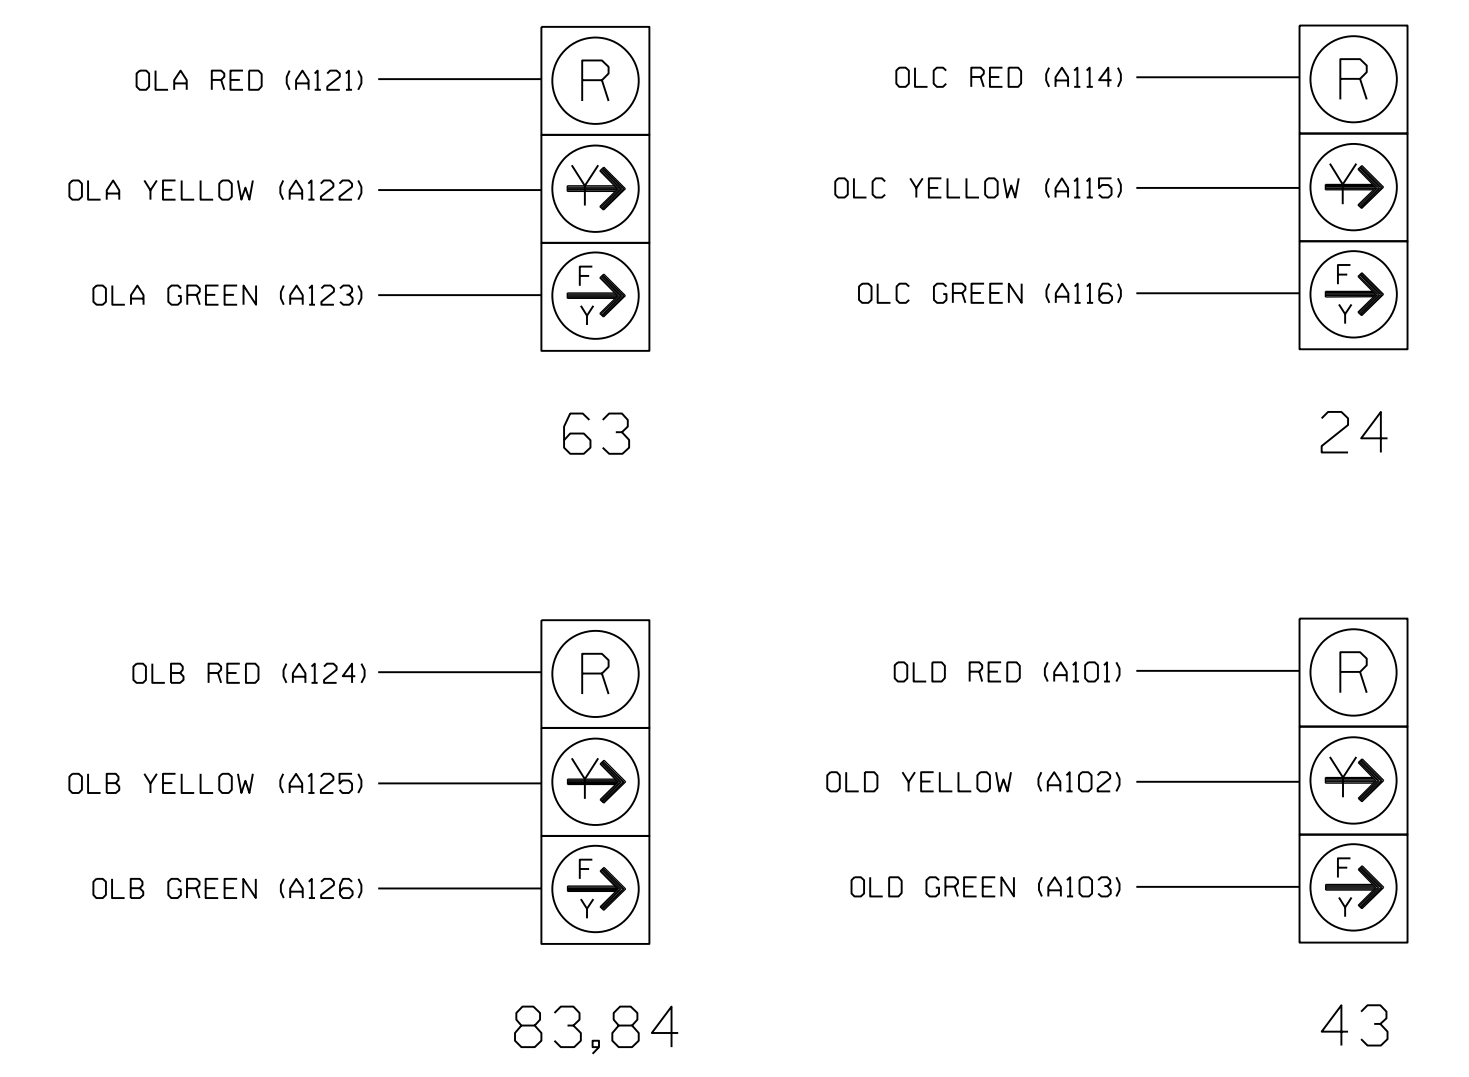 OLA RED (A121)
R
OLA YELLOW (A122)
Y
OLA GREEN (A123)
F
Y
63
OLC RED (A114)
R
OLC YELLOW (A115)
Y
OLC GREEN (A116)
F
Y
24
OLB RED (A124)
R
OLB YELLOW (A125)
Y
OLB GREEN (A126)
F
Y
83,84
OLD RED (A101)
R
OLD YELLOW (A102)
Y
OLD GREEN (A103)
F
Y
43